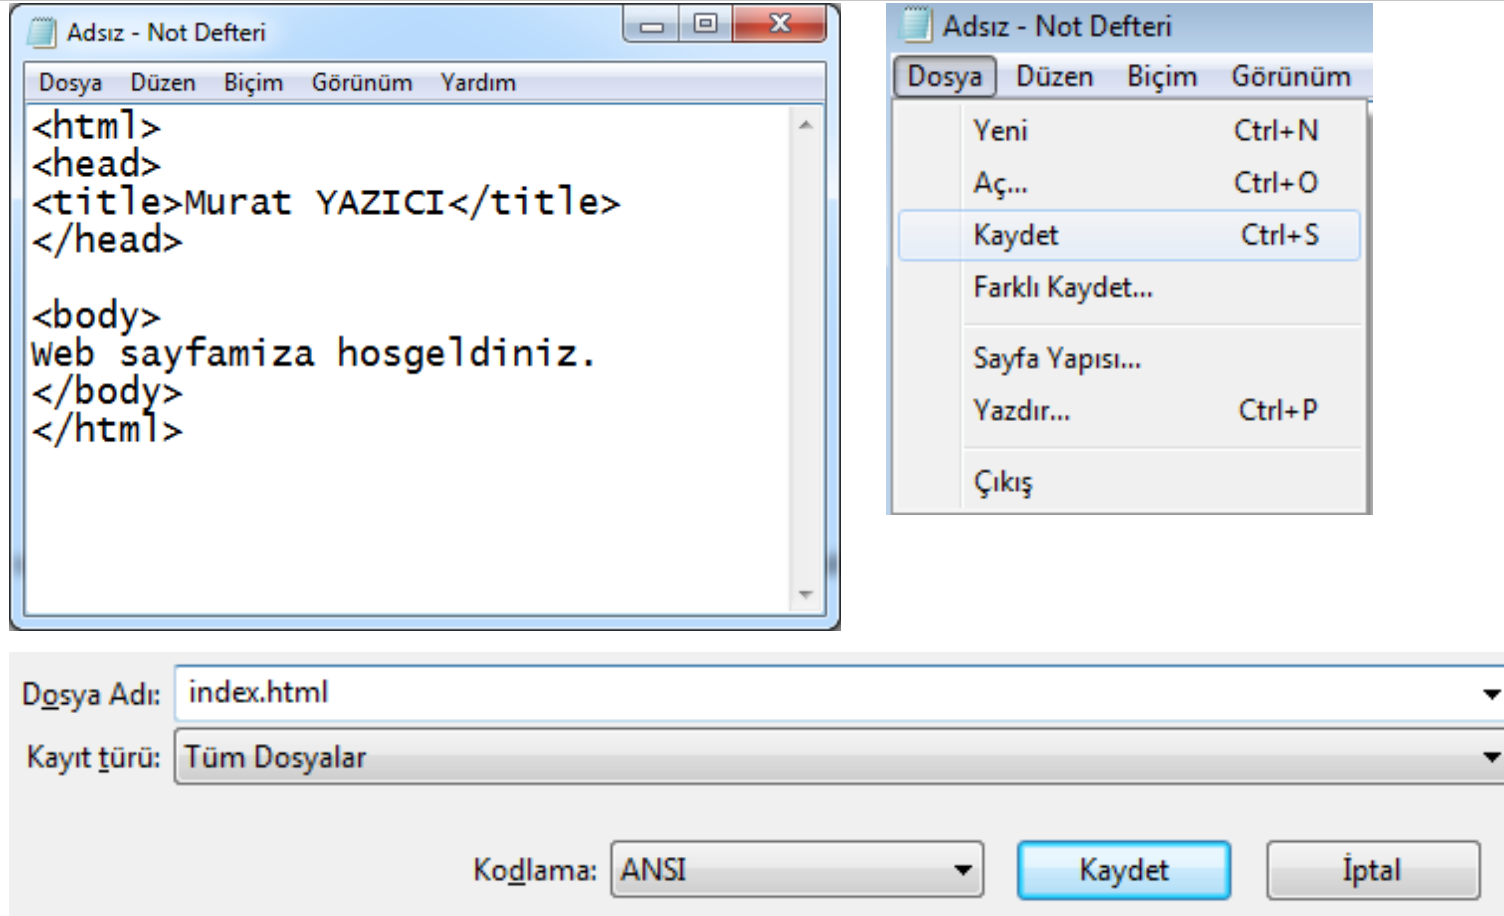 Adsız - Not Defteri
Dosya Düzen Biçim Görünüm Yardım
<html>
<head>
<title>Murat YAZICI</title>
</head>
<body>
Web sayfamiza hosgeldiniz.
</body>
</html>
Adsız - Not Defteri
Dosya Düzen Biçim Görünüm
Yeni Ctrl+N
Aç... Ctrl+O
Kaydet Ctrl+S
Farklı Kaydet...
Sayfa Yapısı...
Yazdır... Ctrl+P
Çıkış
Dosya Adı: index.html
Kayıt türü: Tüm Dosyalar
Kodlama: ANSI Kaydet İptal